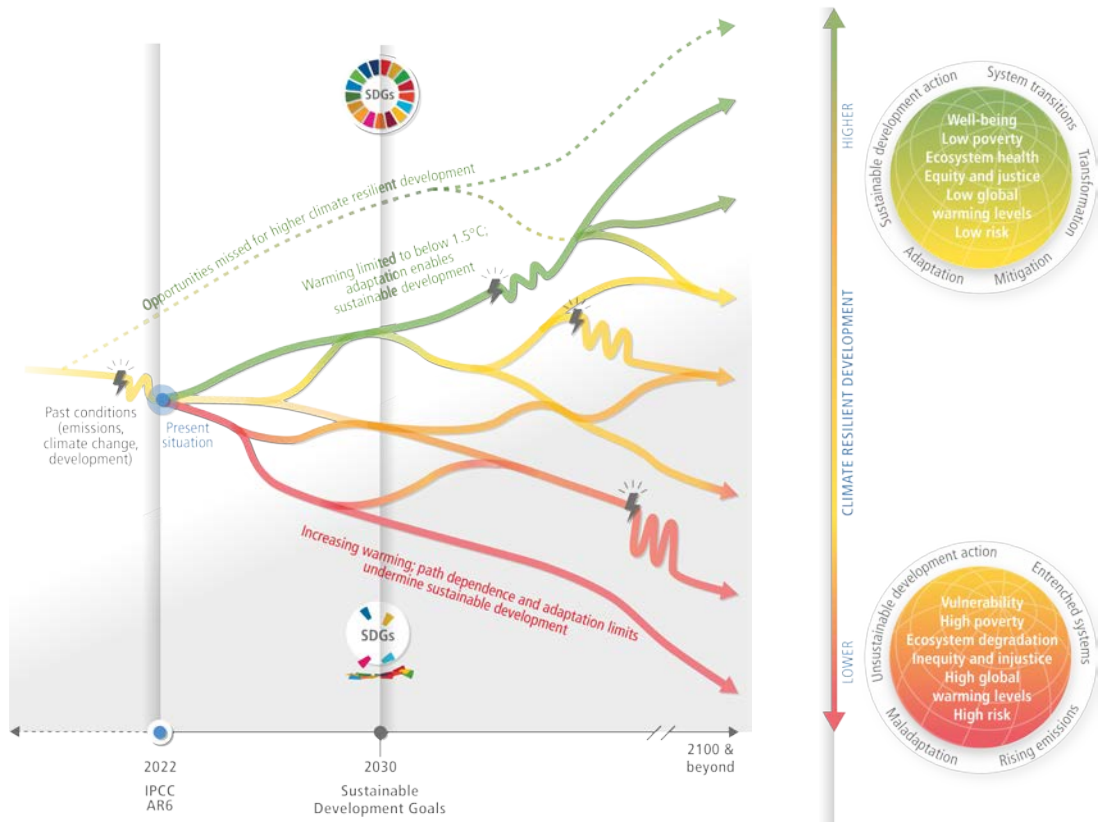 SDGs
Opportunities missed for higher climate resilient development
Warming limited to below 1.5°C;
adaptation enables
sustainable development
Past conditions
(emissions,
climate change,
development)
Present
situation
Increasing warming; path dependence and adaptation limits
undermine sustainable development
SDGs
2022
IPCC
AR6
2030
Sustainable
Development Goals
2100 &
beyond
HIGHER
CLIMATE RESILIENT DEVELOPMENT
LOWER
Sustainable development action
System transitions
Transformation
Mitigation
Adaptation
Well-being
Low poverty
Ecosystem health
Equity and justice
Low global
warming levels
Low risk
Unsustainable development action
Entrenched systems
Rising emissions
Maladaptation
Vulnerability
High poverty
Ecosystem degradation
Inequity and injustice
High global
warming levels
High risk